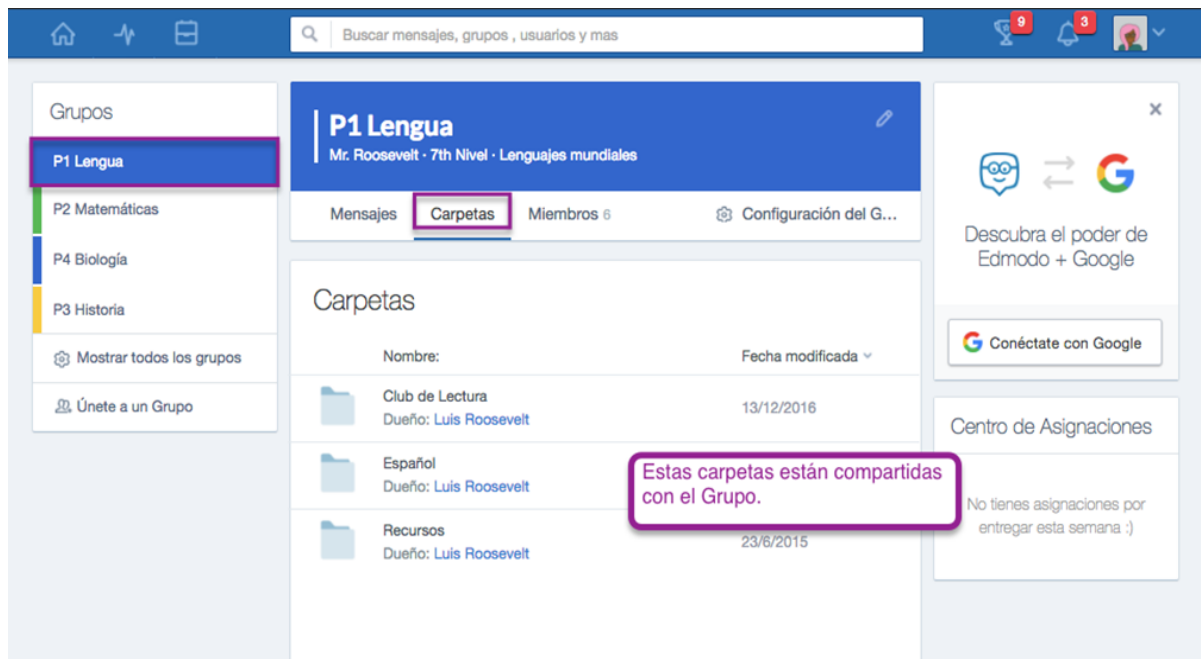 Buscar mensajes, grupos , usuarios y mas
9
3
Grupos
P1 Lengua
P2 Matemáticas
P4 Biología
P3 Historia
Mostrar todos los grupos
Únete a un Grupo
P1 Lengua
Mr. Roosevelt · 7th Nivel · Lenguajes mundiales
Mensajes Carpetas Miembros 6 Configuración del G...
Carpetas
Nombre: Fecha modificada
Club de Lectura
Dueño: Luis Roosevelt
13/12/2016
Español
Dueño: Luis Roosevelt
Estas carpetas están compartidas
con el Grupo.
Recursos
Dueño: Luis Roosevelt
23/6/2015
Descubra el poder de
Edmodo + Google
G Conéctate con Google
Centro de Asignaciones
No tienes asignaciones por
entregar esta semana :)